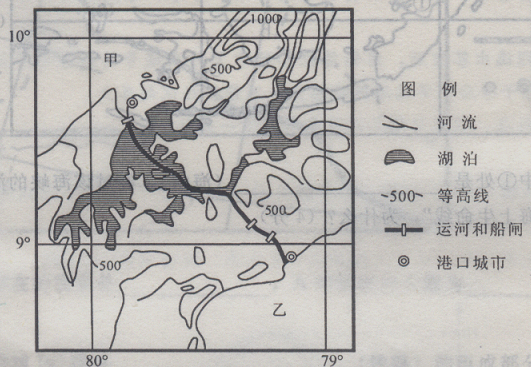 10°
甲
1000
500
500
500
9°
乙
80°
79°
图 例
河 流
湖 泊
500 等高线
运河和船闸
港口城市